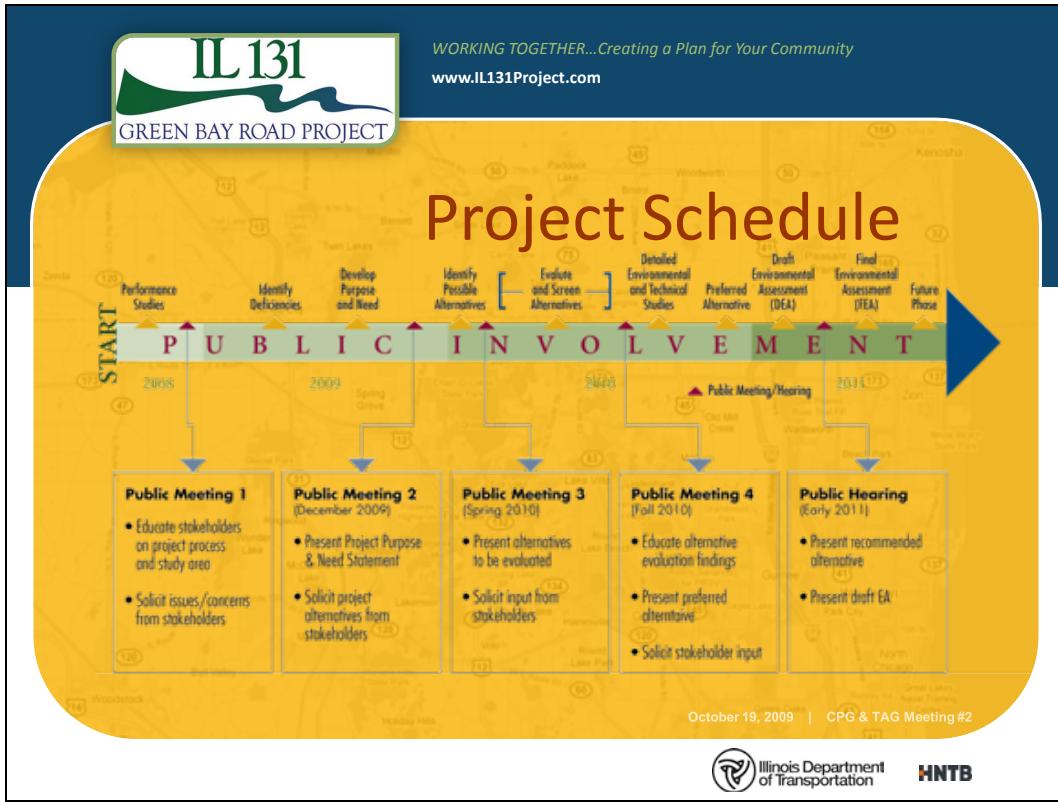 IL 131
GREEN BAY ROAD PROJECT
WORKING TOGETHER…Creating a Plan for Your Community
www.IL131Project.com
Project Schedule
START
Performance
Studies
Identify
Deficiencies
Develop
Purpose
and Need
Identify
Possible
Alternatives
Evalute
and Screen
Alternatives
Detailed
Environmental
and Technical
Studies
Preferred
Alternative
Draft
Environmental
Assessment
(DEA)
Final
Environmental
Assessment
(FEA)
Future
Phase
PUBLIC INVOLVEMENT
2008
2009
2010
2011
Public Meeting/Hearing
Public Meeting 1
• Educate stakeholders
on project process
and study area
• Solicit issues/concerns
from stakeholders
Public Meeting 2
(December 2009)
• Present Project Purpose
& Need Statement
• Solicit project
alternatives from
stakeholders
Public Meeting 3
(Spring 2010)
• Present alternatives
to be evaluated
• Solicit input from
stakeholders
Public Meeting 4
(Fall 2010)
• Educate alternative
evaluation findings
• Present preferred
alterntaive
• Solicit stakeholder input
Public Hearing
(Early 2011)
• Present recommended
alternative
• Present draft EA
October 19, 2009 | CPG & TAG Meeting #2
Illinois Department
of Transportation
HNTB